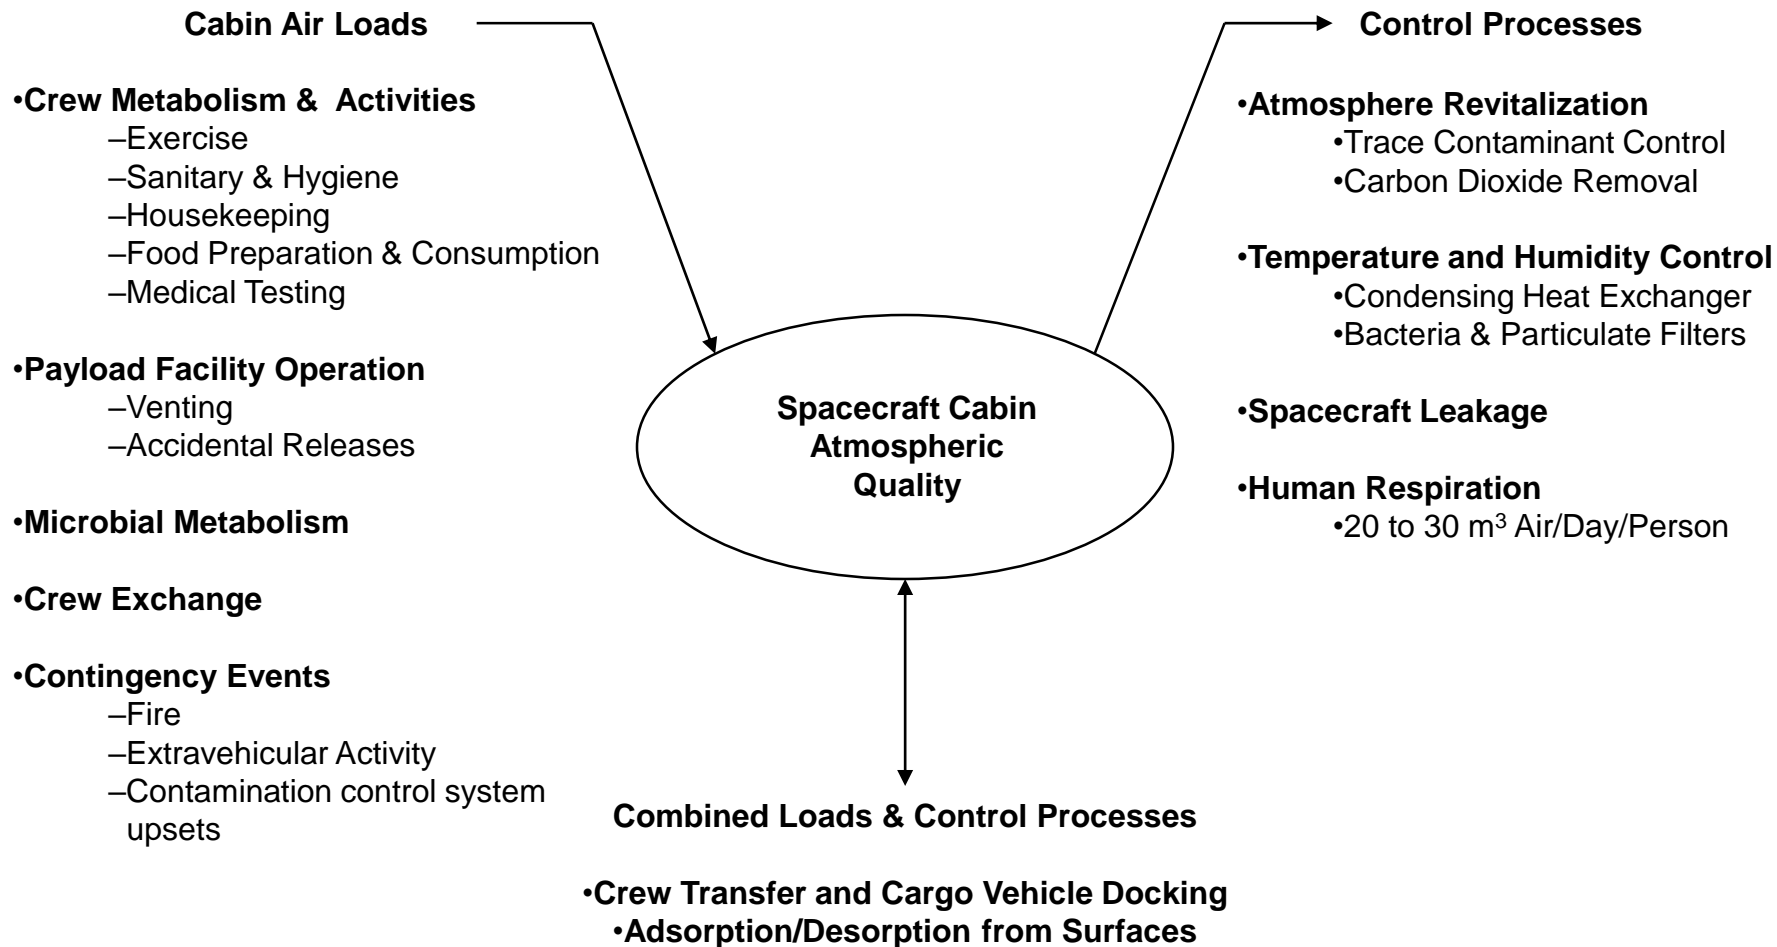 Cabin Air Loads
•Crew Metabolism & Activities
–Exercise
–Sanitary & Hygiene
–Housekeeping
–Food Preparation & Consumption
–Medical Testing
•Payload Facility Operation
–Venting
–Accidental Releases
•Microbial Metabolism
•Crew Exchange
•Contingency Events
–Fire
–Extravehicular Activity
–Contamination control system
upsets
Spacecraft Cabin
Atmospheric
Quality
Control Processes
•Atmosphere Revitalization
•Trace Contaminant Control
•Carbon Dioxide Removal
•Temperature and Humidity Control
•Condensing Heat Exchanger
•Bacteria & Particulate Filters
•Spacecraft Leakage
•Human Respiration
•20 to 30 m³ Air/Day/Person
Combined Loads & Control Processes
•Crew Transfer and Cargo Vehicle Docking
•Adsorption/Desorption from Surfaces